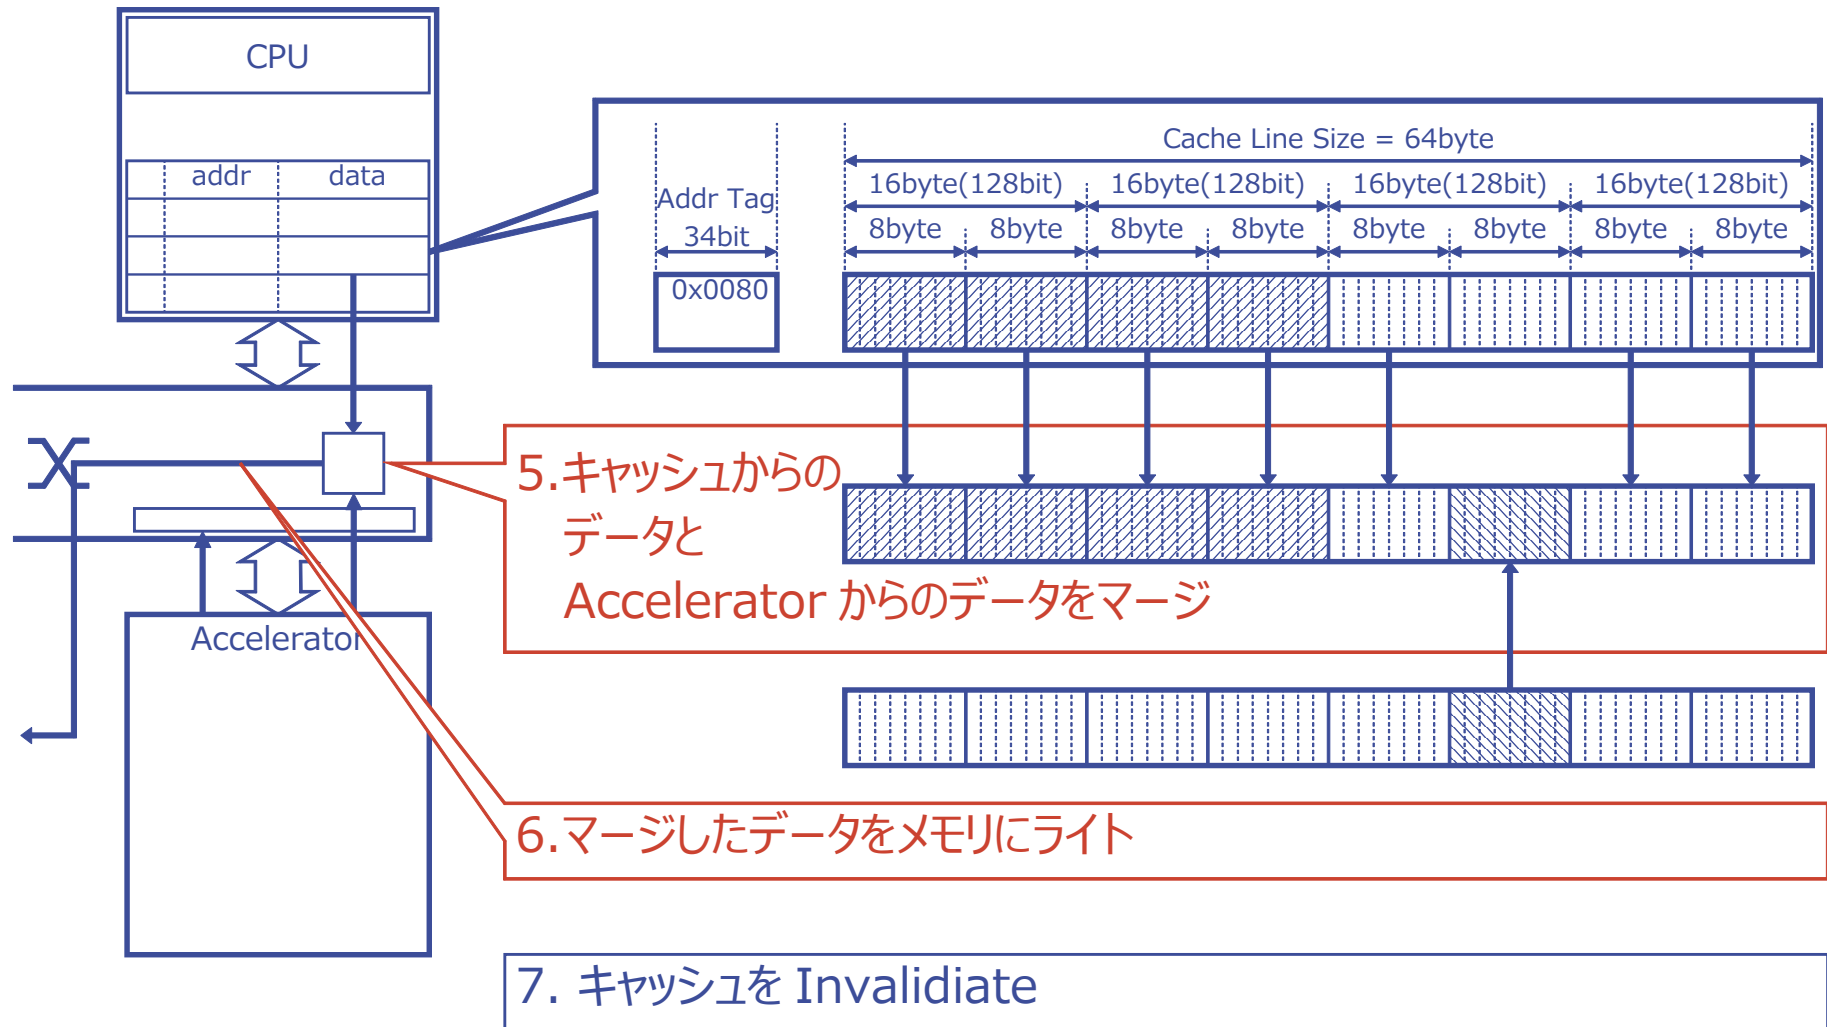 CPU
addr data
Cache Line Size = 64byte
16byte(128bit) 16byte(128bit) 16byte(128bit) 16byte(128bit)
Addr Tag
34bit
8byte 8byte 8byte 8byte 8byte 8byte 8byte 8byte
0x0080
5.キャッシュからの
データと
Accelerator からのデータをマージ
Accelerator
6.マージしたデータをメモリにライト
7. キャッシュを Invalidiate